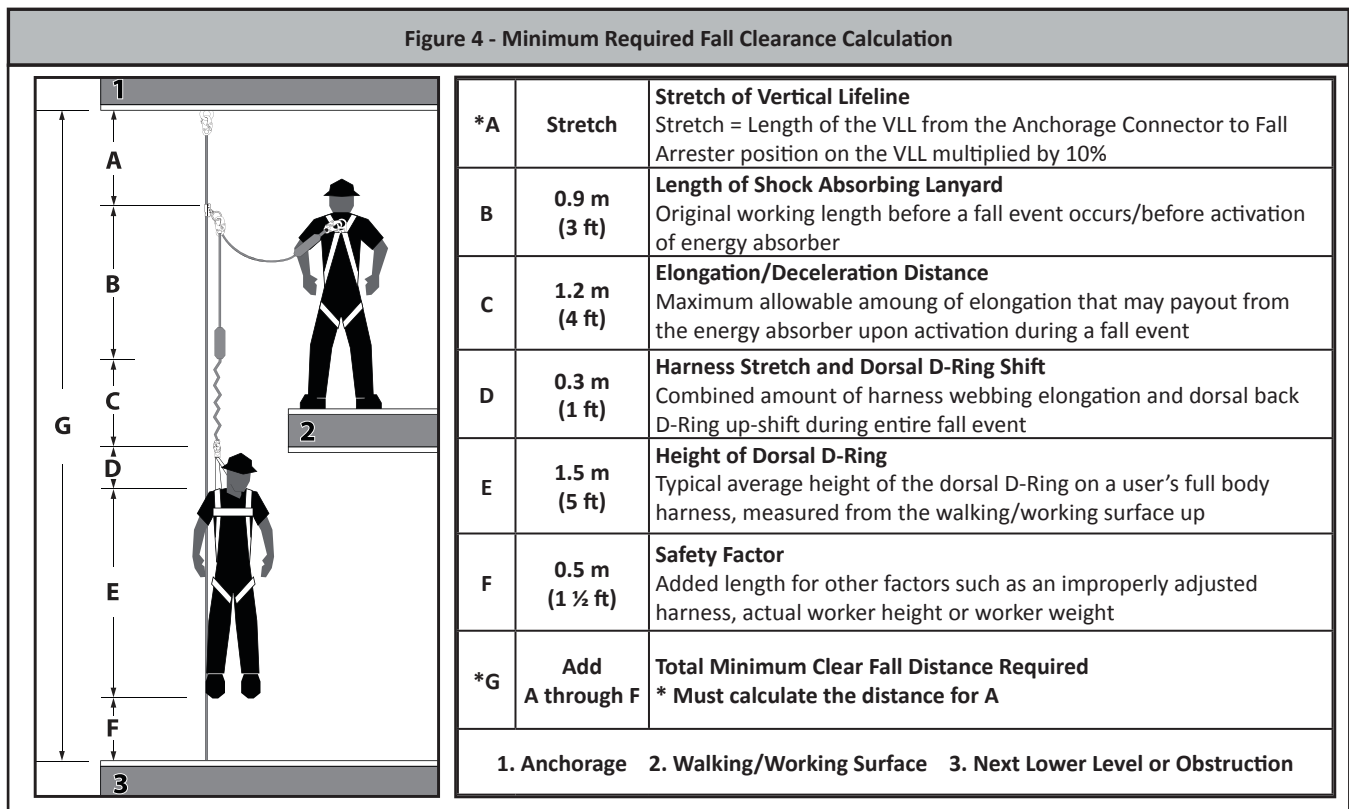 Figure 4 - Minimum Required Fall Clearance Calculation
1
A
B
C
D
E
F
G
2
3
*A
Stretch
Stretch of Vertical Lifeline
Stretch = Length of the VLL from the Anchorage Connector to Fall
Arrester position on the VLL multiplied by 10%
B
0.9 m
(3 ft)
Length of Shock Absorbing Lanyard
Original working length before a fall event occurs/before activation
of energy absorber
C
1.2 m
(4 ft)
Elongation/Deceleration Distance
Maximum allowable amoung of elongation that may payout from
the energy absorber upon activation during a fall event
D
0.3 m
(1 ft)
Harness Stretch and Dorsal D-Ring Shift
Combined amount of harness webbing elongation and dorsal back
D-Ring up-shift during entire fall event
E
1.5 m
(5 ft)
Height of Dorsal D-Ring
Typical average height of the dorsal D-Ring on a user's full body
harness, measured from the walking/working surface up
F
0.5 m
(1 ½ ft)
Safety Factor
Added length for other factors such as an improperly adjusted
harness, actual worker height or worker weight
*G
Add
A through F
Total Minimum Clear Fall Distance Required
* Must calculate the distance for A
1. Anchorage 2. Walking/Working Surface 3. Next Lower Level or Obstruction